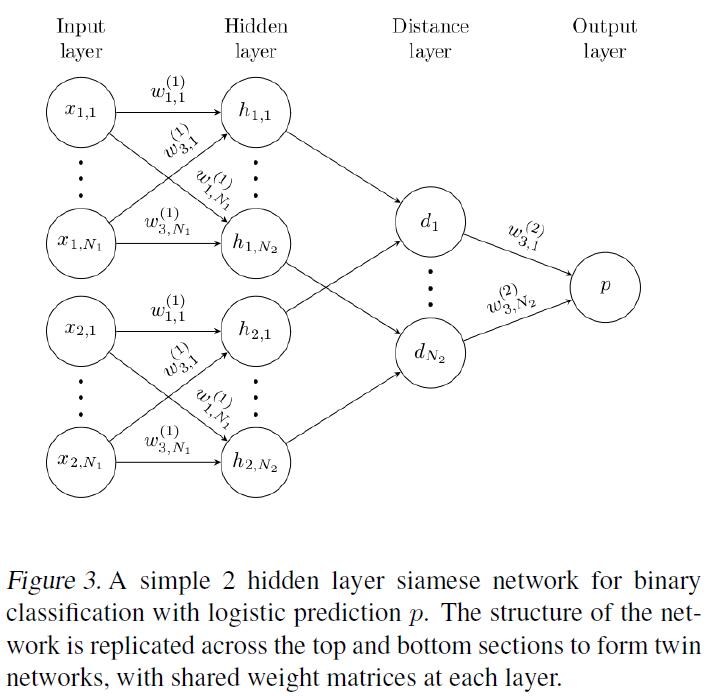 Input layer
Hidden layer
Distance layer
Output layer
x_{1,1}
w_{1,1}^{(1)}
h_{1,1}
w_{3,1}^{(1)}
w_{1,N_1}^{(1)}
x_{1,N_1}
w_{3,N_1}^{(1)}
h_{1,N_2}
d_1
w_{3,1}^{(2)}
p
x_{2,1}
w_{1,1}^{(1)}
h_{2,1}
w_{3,N_2}^{(2)}
d_{N_2}
w_{3,1}^{(1)}
w_{1,N_1}^{(1)}
x_{2,N_1}
w_{3,N_1}^{(1)}
h_{2,N_2}
Figure 3. A simple 2 hidden layer siamese network for binary
classification with logistic prediction p. The structure of the net-
work is replicated across the top and bottom sections to form twin
networks, with shared weight matrices at each layer.